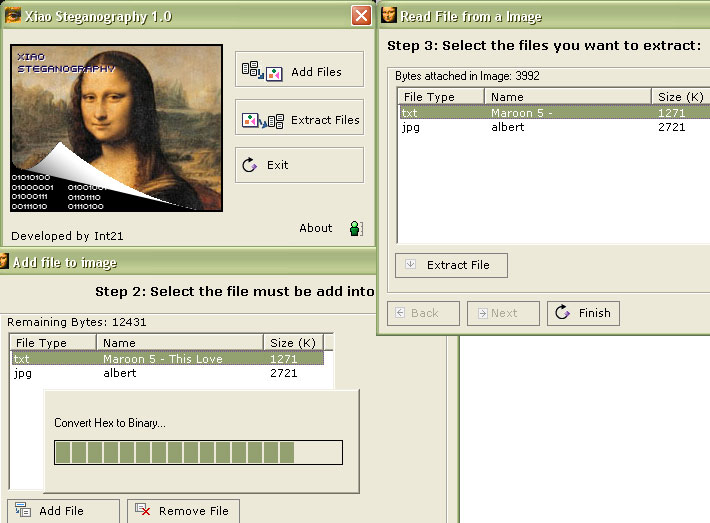 Xiao Steganography 1.0
XIAO
STEGANOGRAPHY
01010100
01000001 0100100
01000111 01101110
00111010 01110100
Add Files
Extract Files
Exit
About
Developed by Int21
Read File from a Image
Step 3: Select the files you want to extract:
Bytes attached in Image: 3992
File Type Name Size (K)
txt Maroon 5 - 1271
jpg albert 2721
Extract File
Back Next Finish
Add file to image
Step 2: Select the file must be add into
Remaining Bytes: 12431
File Type Name Size (K)
txt Maroon 5 - This Love 1271
jpg albert 2721
Convert Hex to Binary...
Add File Remove File